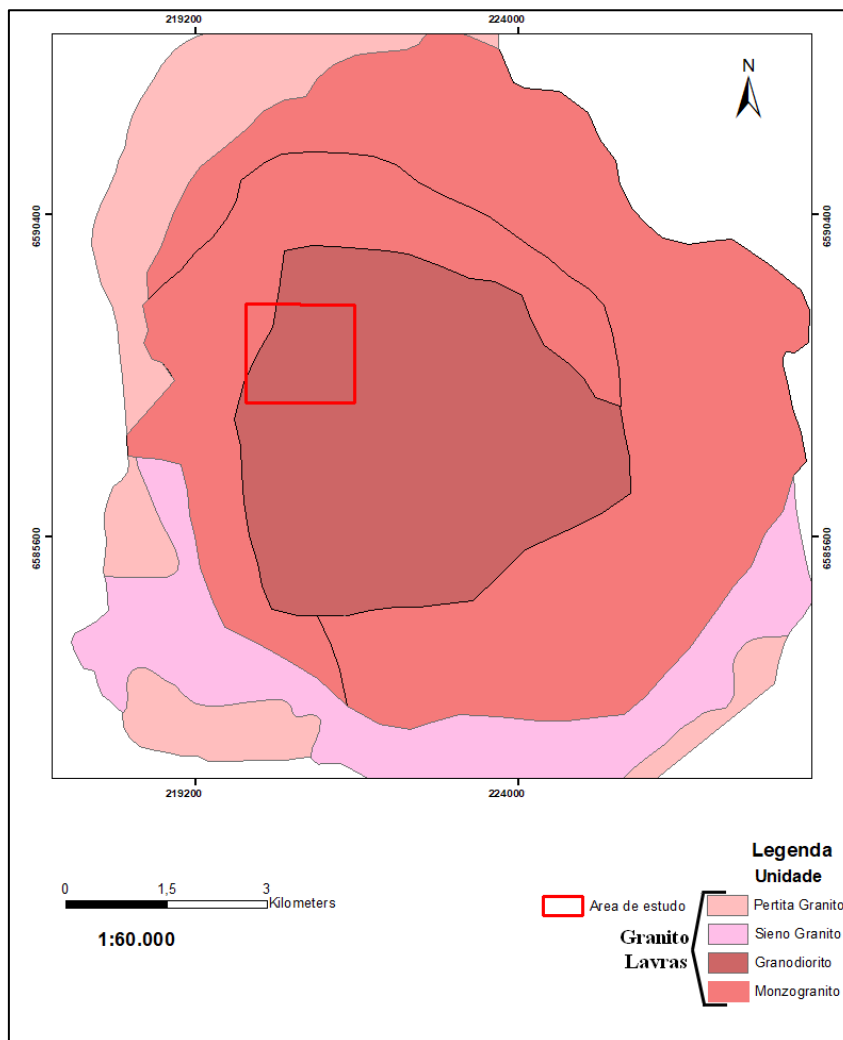 219200 224000
N
6590400 6590400
6585600 6585600
219200 224000
Legenda
Unidade
0 1,5 3
Kilometers
1:60.000
Area de estudo
Granito
Lavras
Pertita Granito
Sieno Granito
Granodiorito
Monzogranito